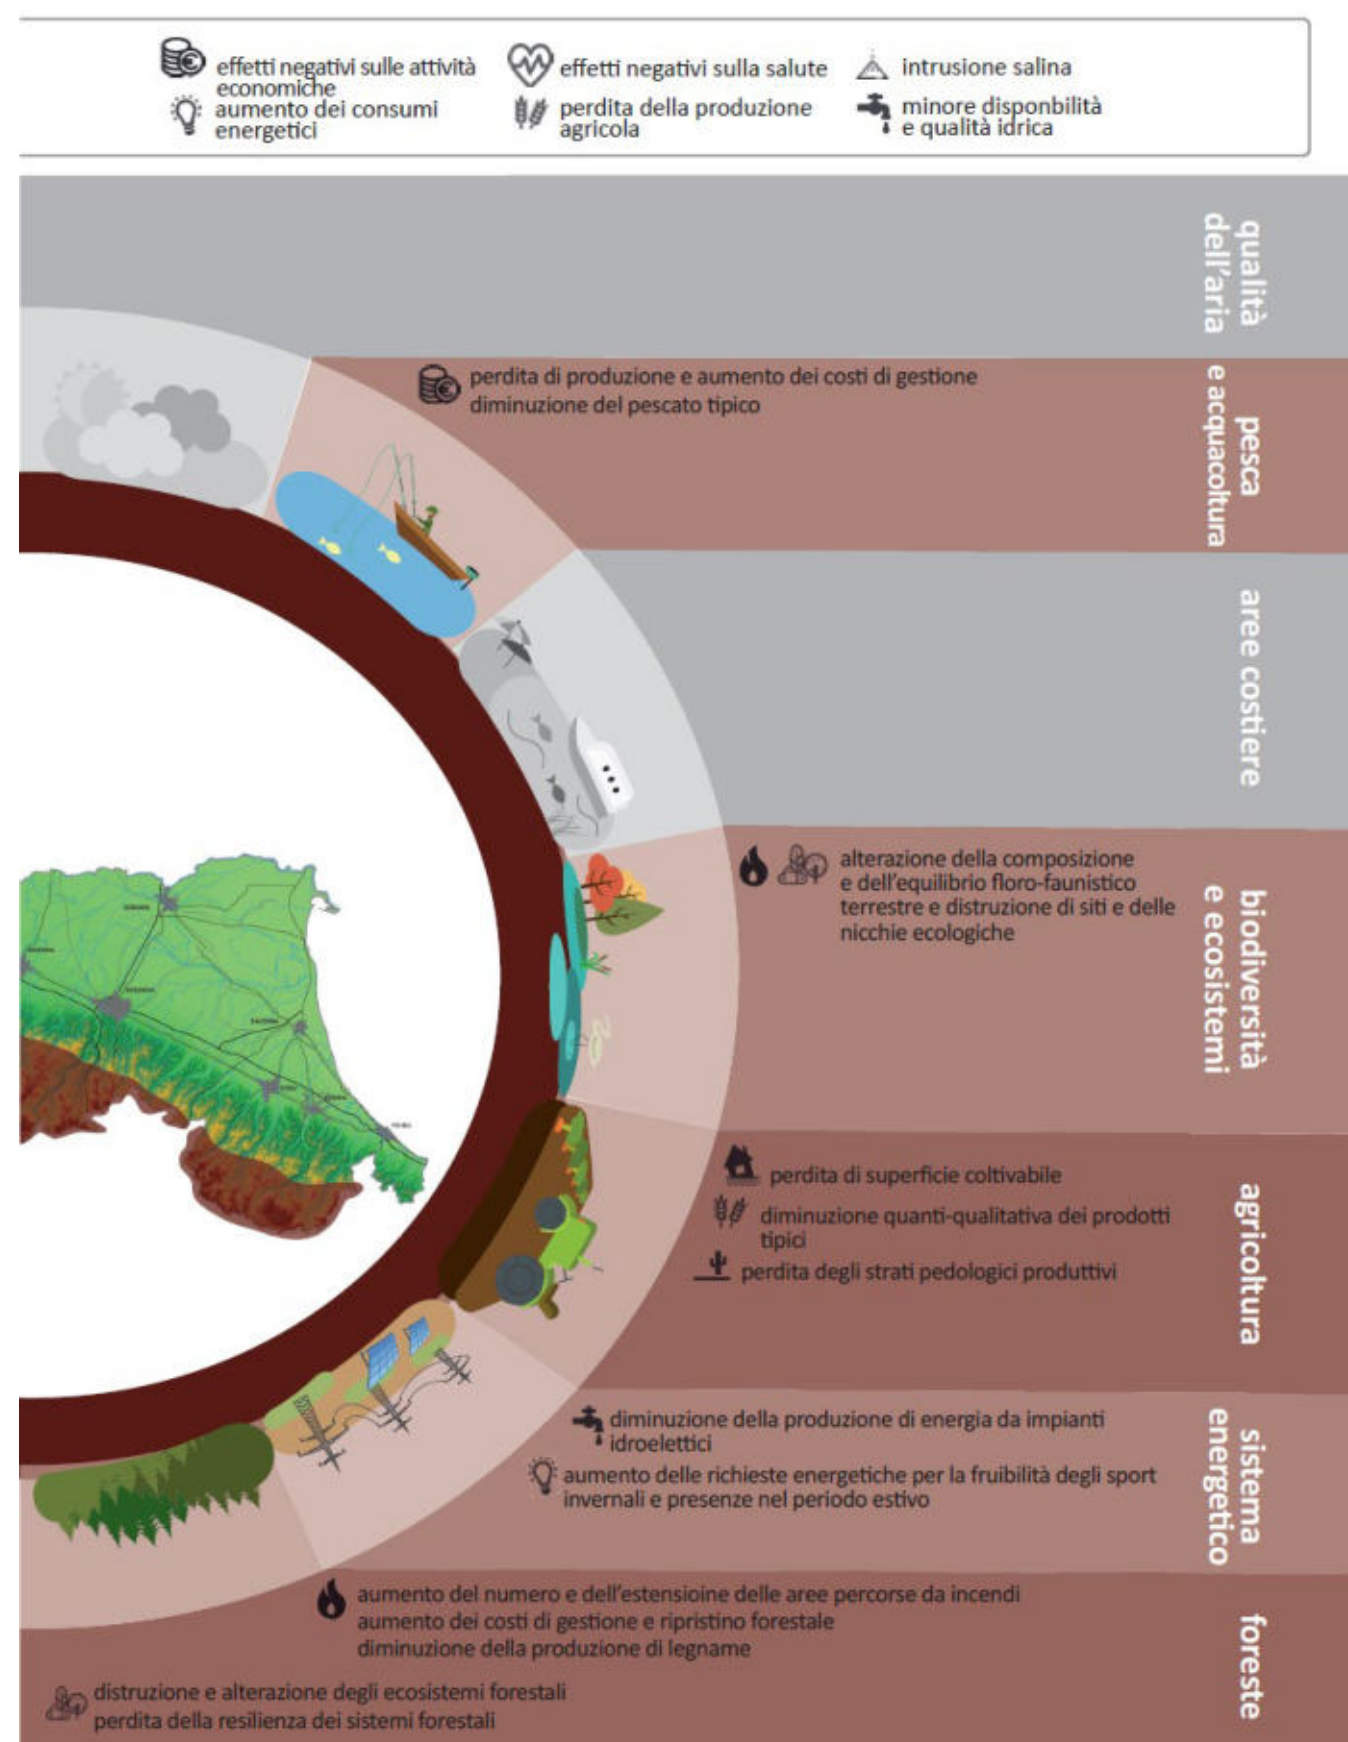 effetti negativi sulle attività
economiche
aumento dei consumi
energetici
effetti negativi sulla salute
perdita della produzione
agricola
intrusione salina
minore disponbilità
e qualità idrica
qualità
dell'aria
perdita di produzione e aumento dei costi di gestione
diminuzione del pescato tipico
pesca
e acquacoltura
aree costiere
alterazione della composizione
e dell'equilibrio floro-faunistico
terrestre e distruzione di siti e delle
nicchie ecologiche
biodiversità
e ecosistemi
perdita di superficie coltivabile
diminuzione quanti-qualitativa dei prodotti
tipici
perdita degli strati pedologici produttivi
agricoltura
diminuzione della produzione di energia da impianti
idroelettici
aumento delle richieste energetiche per la fruibilità degli sport
invernali e presenze nel periodo estivo
sistema
energetico
aumento del numero e dell'estensioine delle aree percorse da incendi
aumento dei costi di gestione e ripristino forestale
diminuzione della produzione di legname
distruzione e alterazione degli ecosistemi forestali
perdita della resilienza dei sistemi forestali
foreste